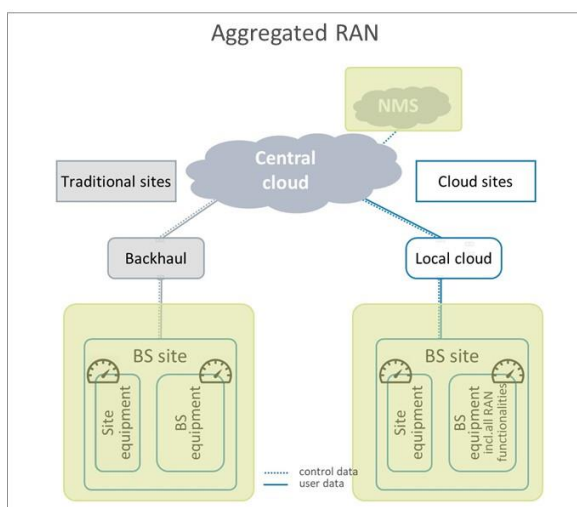 Aggregated RAN
NMS
Central
cloud
Traditional sites
Cloud sites
Backhaul
Local cloud
BS site
Site
equipment
BS equipment
BS site
Site
equipment
BS
equipment
incl.all RAN
functionalities
control data
user data